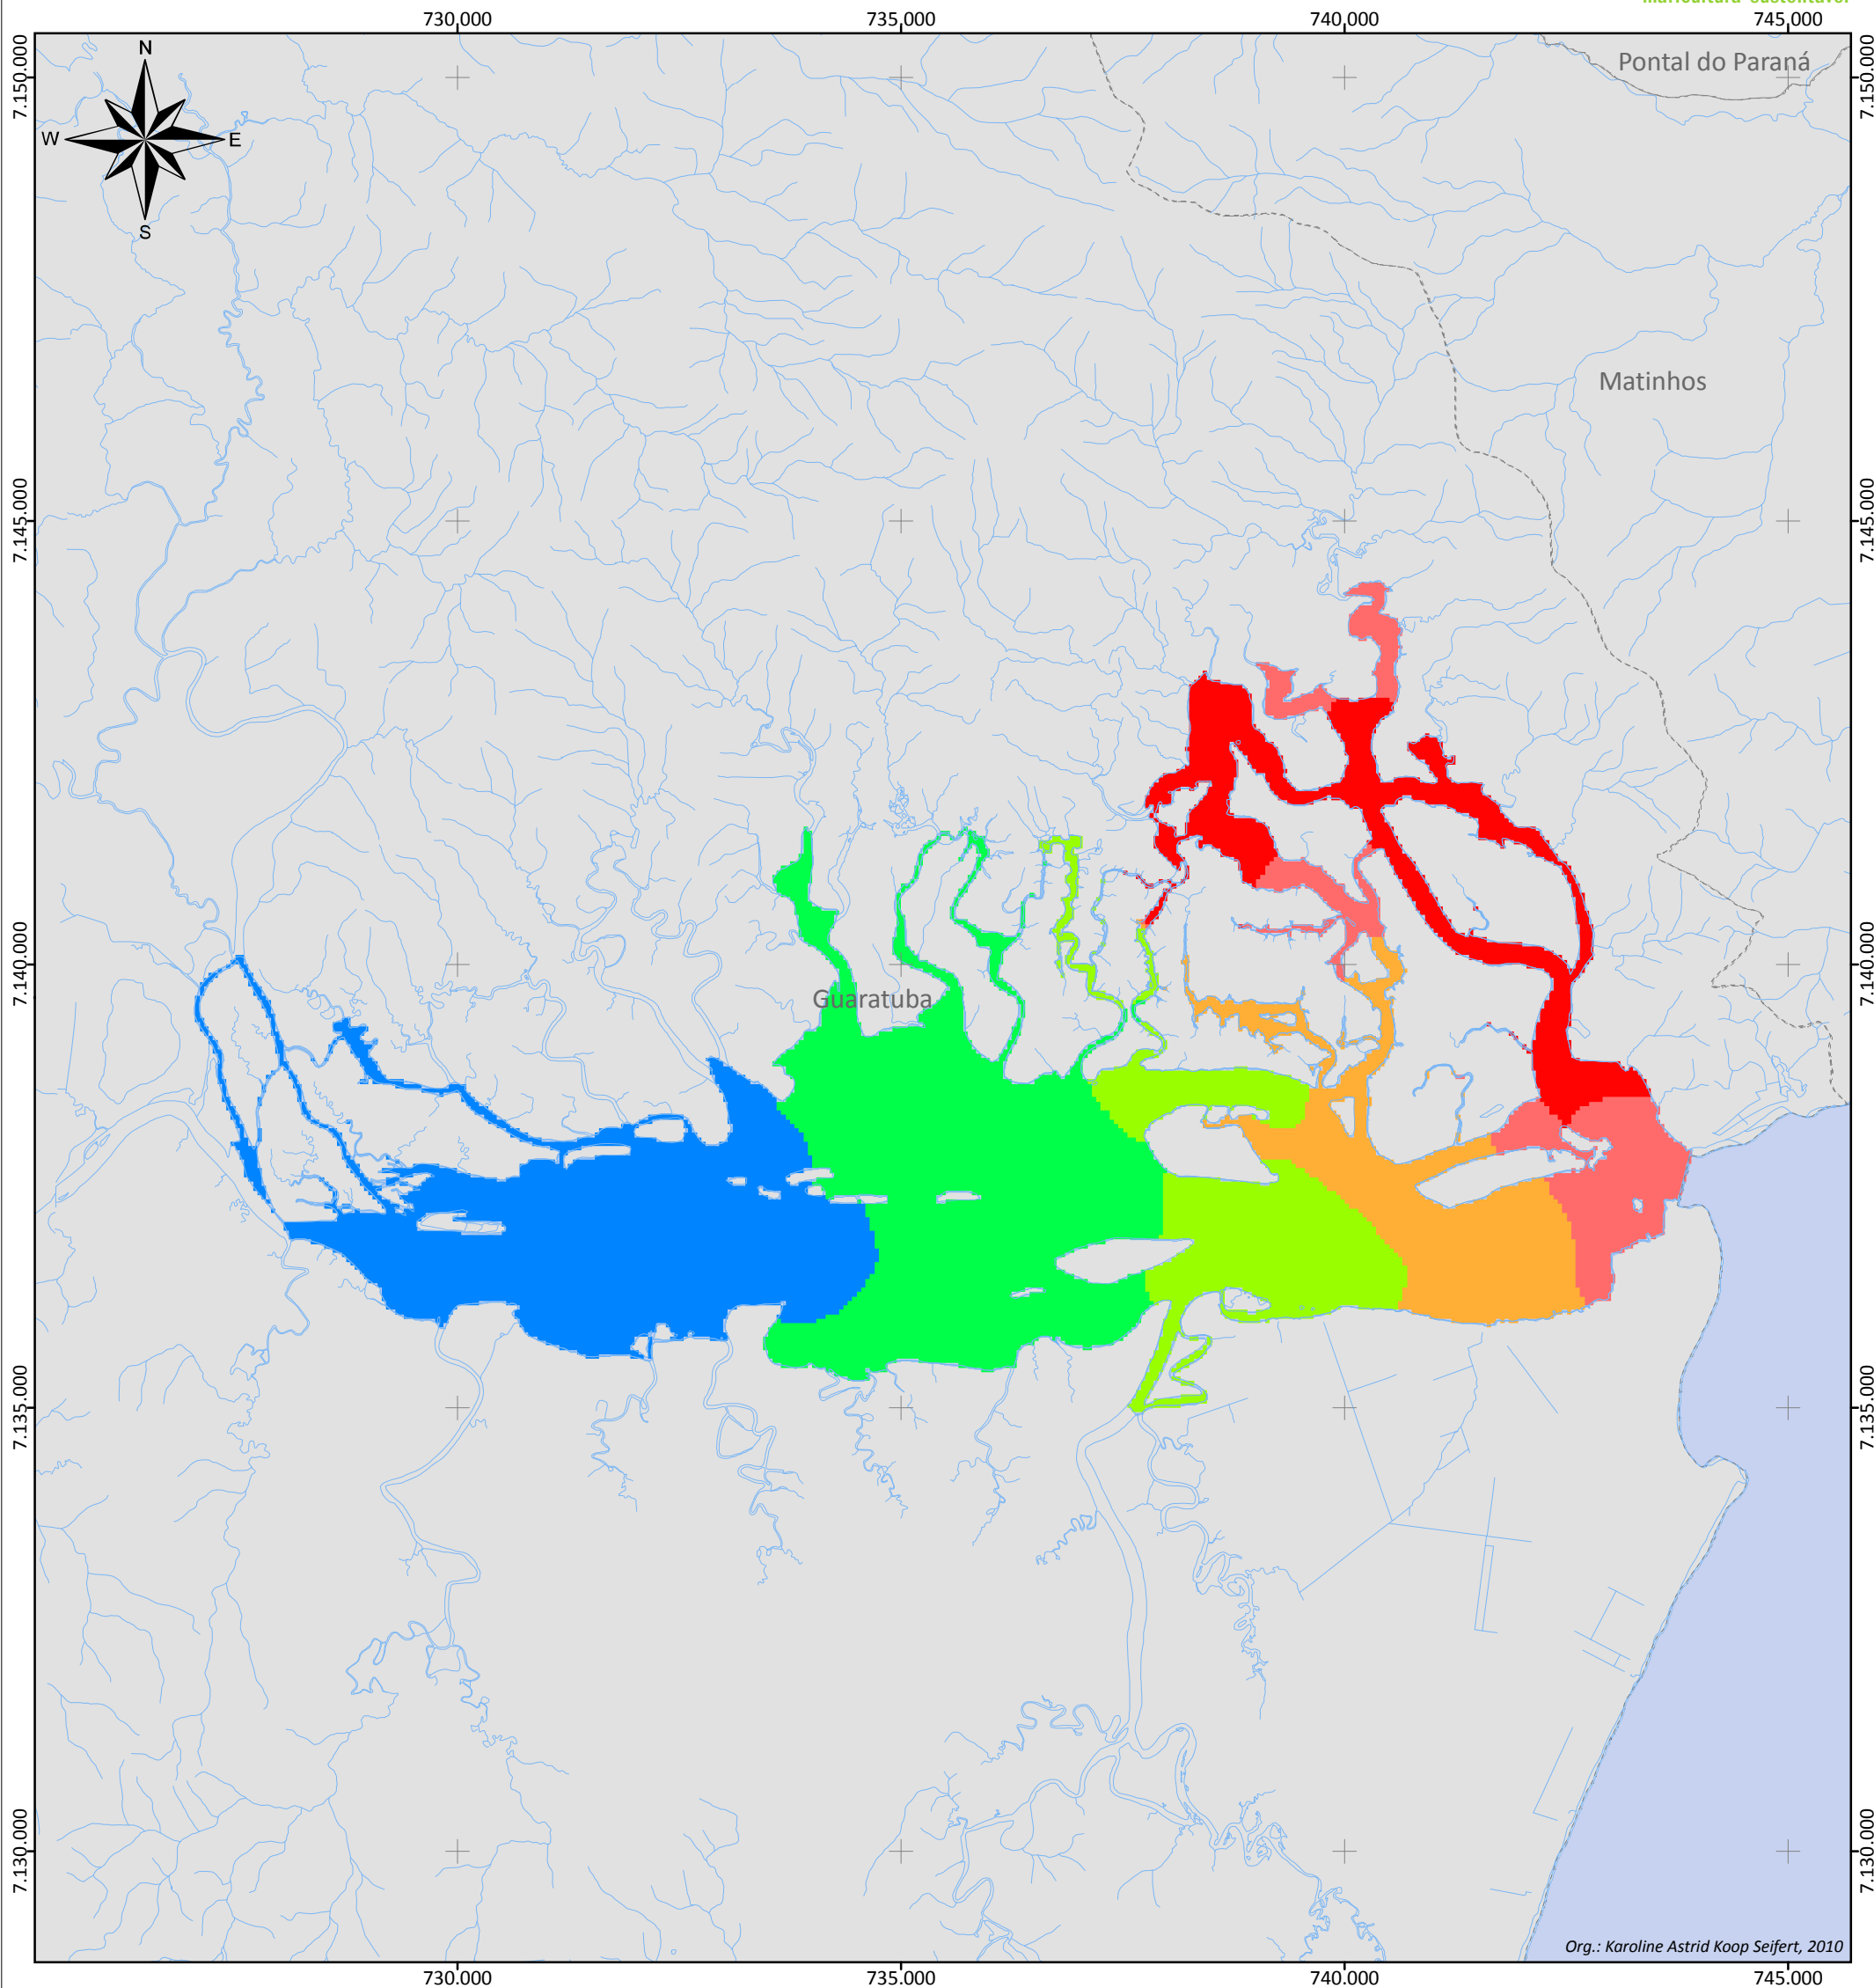 maricultura sustentável
730.000 735.000 740.000 745.000
7.150.000 7.150.000
N
W E
S
Pontal do Paraná
Matinhos
7.145.000 7.145.000
7.140.000 7.140.000
Guaratuba
7.135.000 7.135.000
7.130.000 7.130.000
Org.: Karoline Astrid Koop Seifert, 2010
730.000 735.000 740.000 745.000